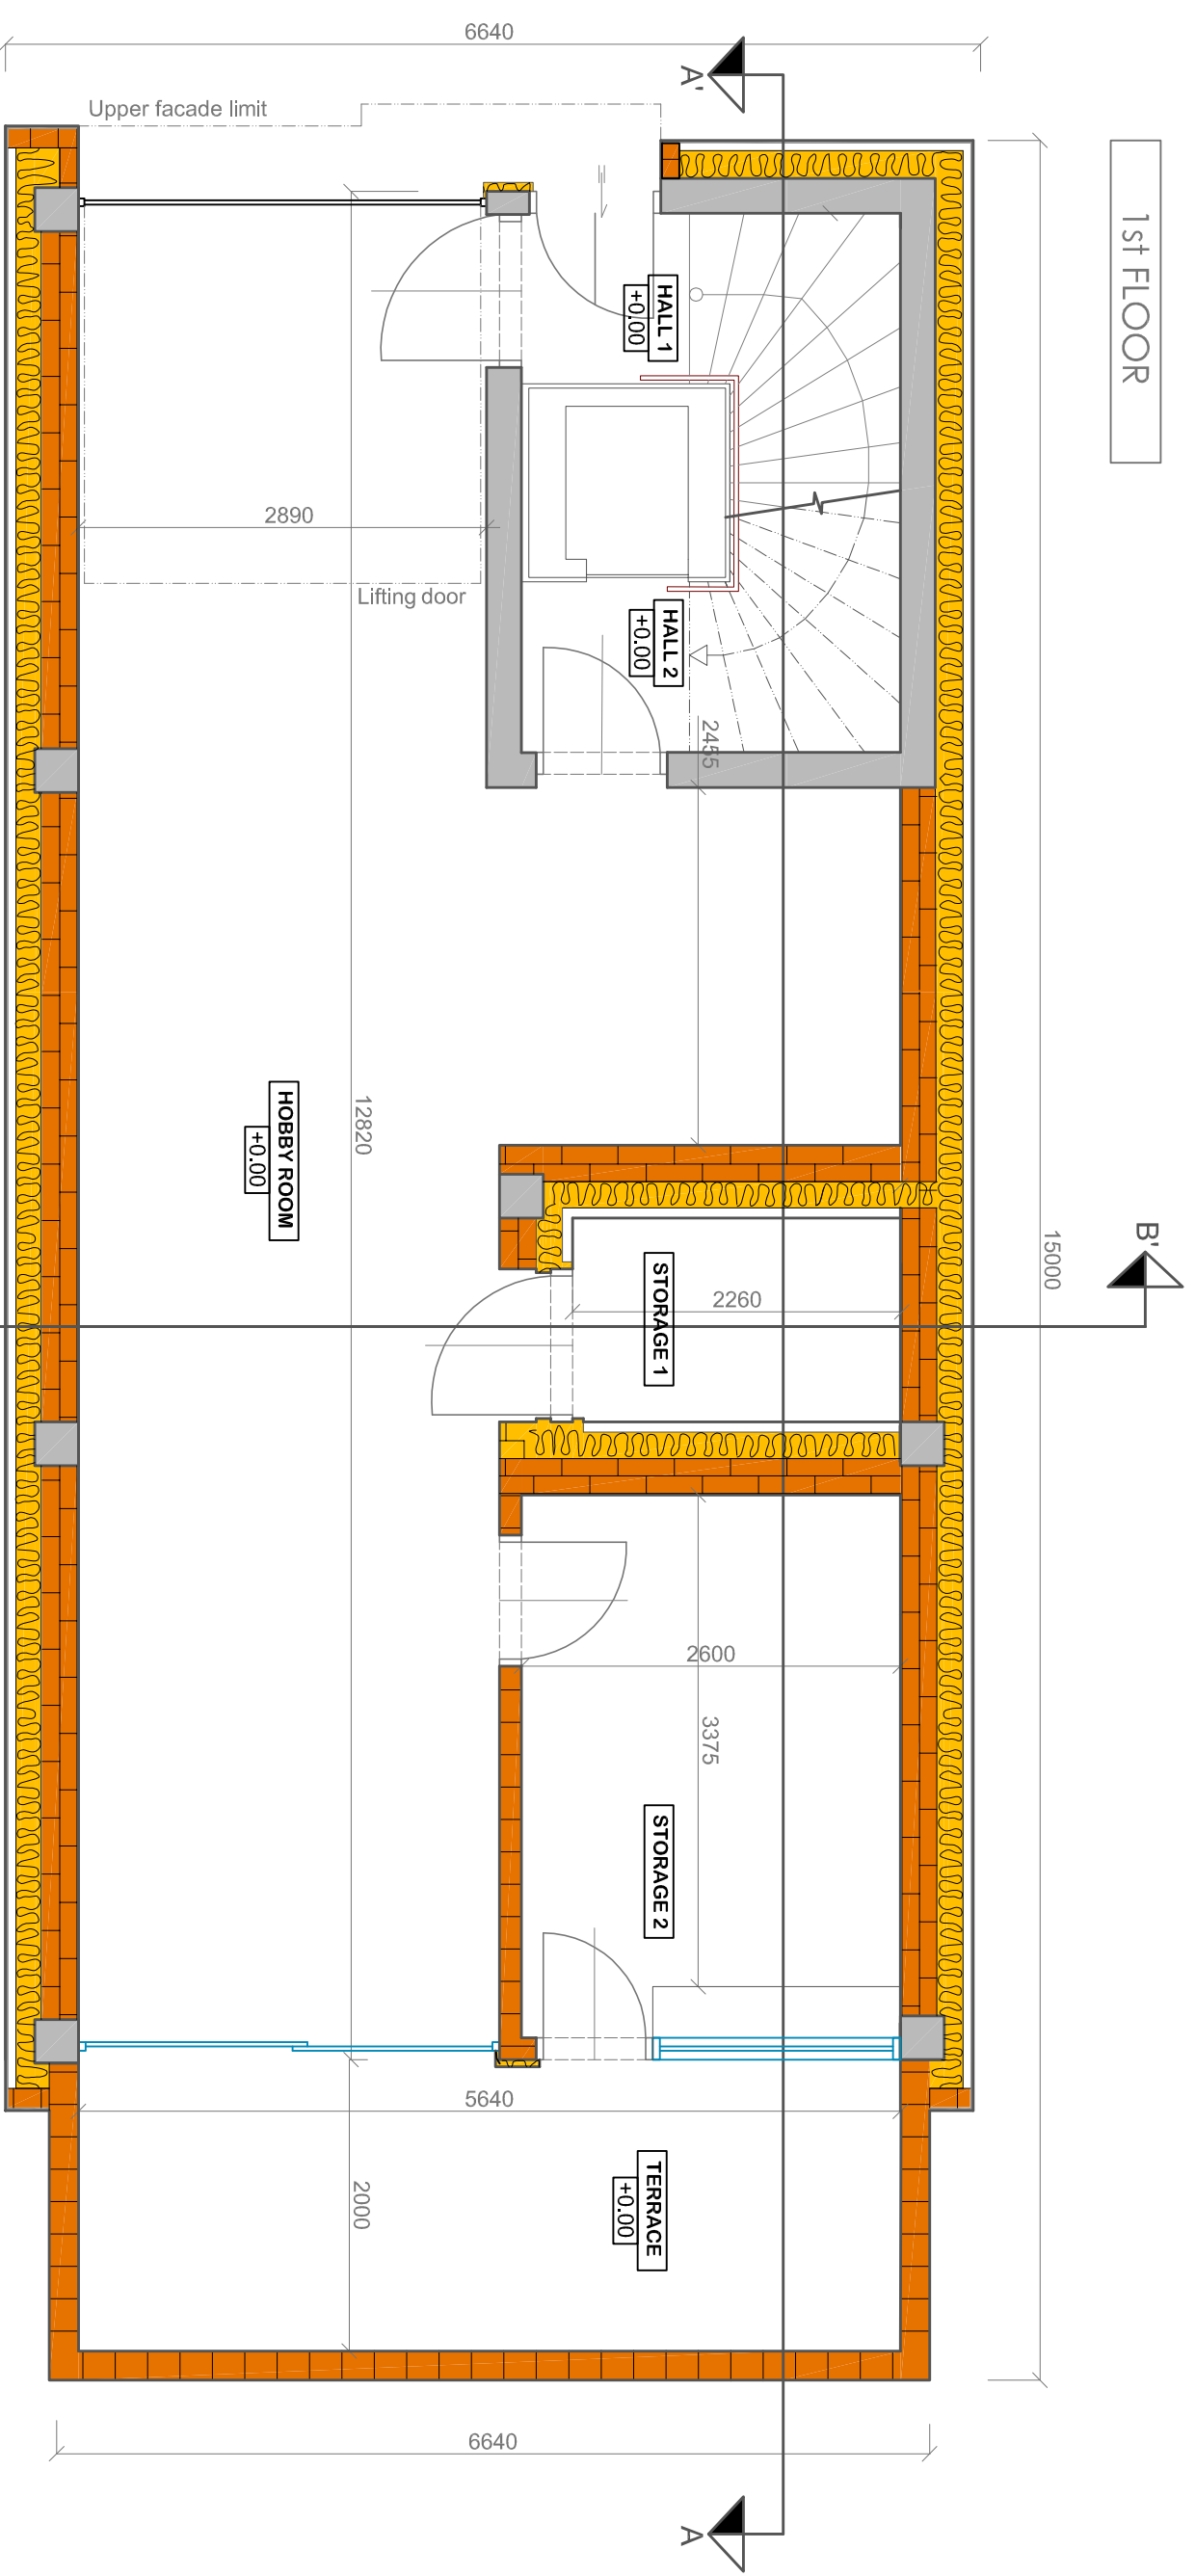 1st FLOOR
6640
A'
Upper facade limit
HALL 1
+0.00
2890
Lifting door
HALL 2
+0.00
2455
12820
HOBBY ROOM
+0.00
15000
B'
STORAGE 1
2260
2600
3375
STORAGE 2
5640
TERRACE
+0.00
2000
6640
A